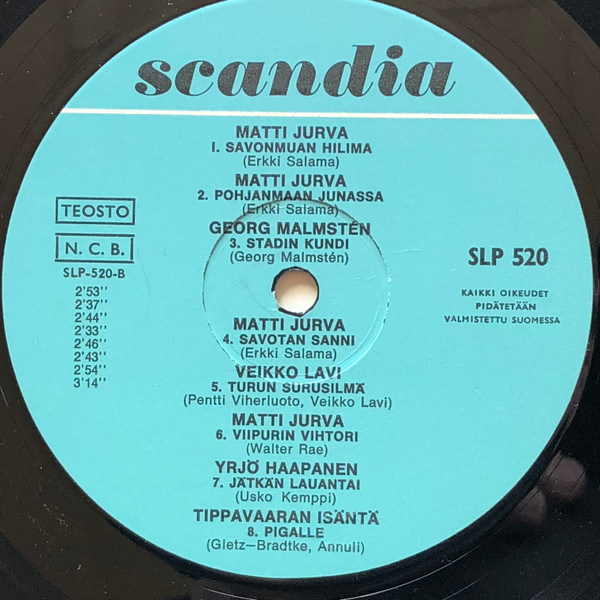 scandia
MATTI JURVA
1. SAVONMUAN HILIMA
(Erkki Salama)
MATTI JURVA
2. POHJANMAAN JUNASSA
(Erkki Salama)
GEORG MALMSTÉN
3. STADIN KUNDI
(Georg Malmstén)
MATTI JURVA
4. SAVOTAN SANNI
(Erkki Salama)
VEIKKO LAVI
5. TURUN SURUSILMÄ
(Pentti Viherluoto, Veikko Lavi)
MATTI JURVA
6. VIIPURIN VIHTORI
(Walter Rae)
YRJÖ HAAPANEN
7. JÄTKÄN LAUANTAI
(Usko Kemppi)
TIPPAVAARAN ISÄNTÄ
8. PIGALLE
(Gletz–Bradtke, Annuli)
TEOSTO
N. C. B.
SLP-520-B
2'53''
2'37''
2'44''
2'33''
2'46''
2'43''
2'54''
3'14''
SLP 520
KAIKKI OIKEUDET
PIDÄTETÄÄN
VALMISTETTU SUOMESSA